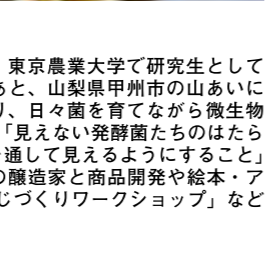 東京農業大学で研究生として
あと、山梨県甲州市の山あいに
り、日々菌を育てながら微生物
「見えない発酵菌たちのはたら
通して見えるようにすること」
の醸造家と商品開発や絵本・ア
じづくりワークショップ」など